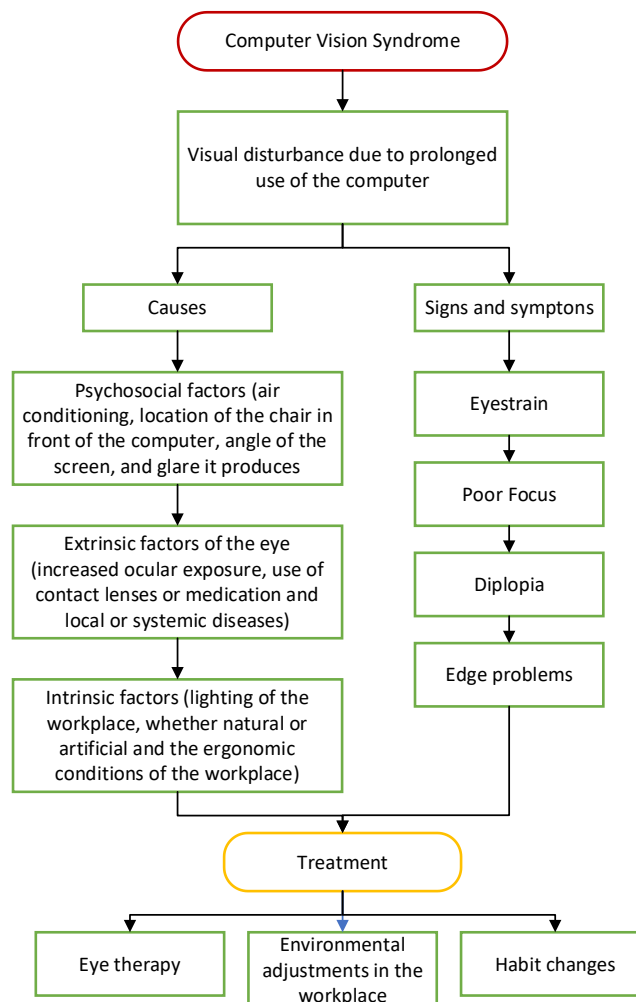 Computer Vision Syndrome
Visual disturbance due to prolonged
use of the computer
Causes
Signs and symptons
Psychosocial factors (air
conditioning, location of the chair in
front of the computer, angle of the
screen, and glare it produces
Eyestrain
Poor Focus
Extrinsic factors of the eye
(increased ocular exposure, use of
contact lenses or medication and
local or systemic diseases)
Diplopia
Edge problems
Intrinsic factors (lighting of the
workplace, whether natural or
artificial and the ergonomic
conditions of the workplace)
Treatment
Eye therapy
Environmental
adjustments in the
workplace
Habit changes